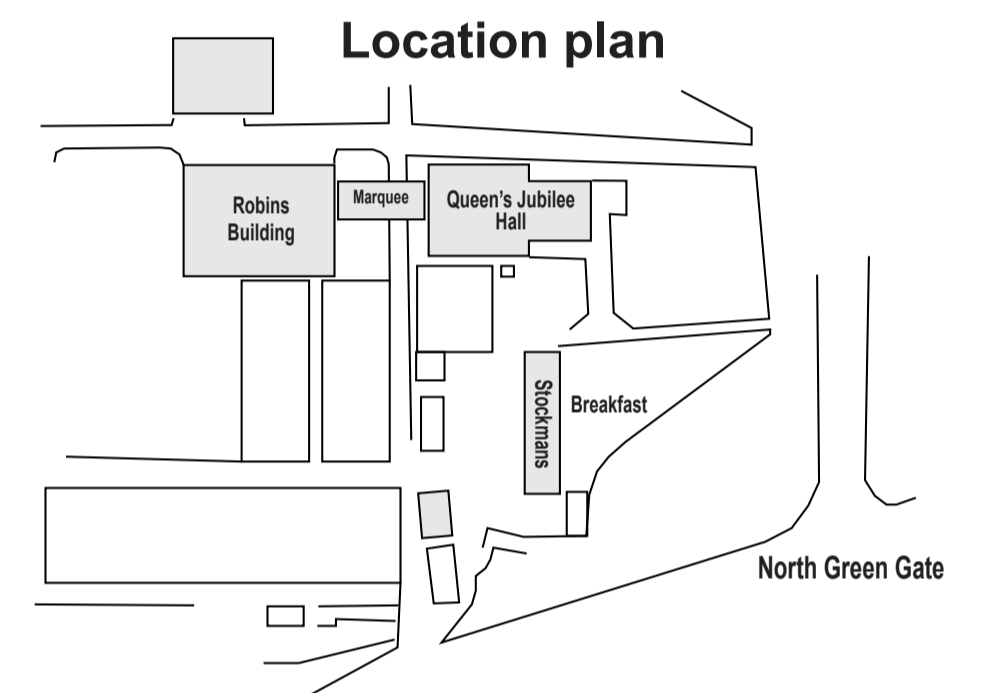 Location plan
Robins
Building
Marquee
Queen’s Jubilee
Hall
Stockmans
Breakfast
North Green Gate